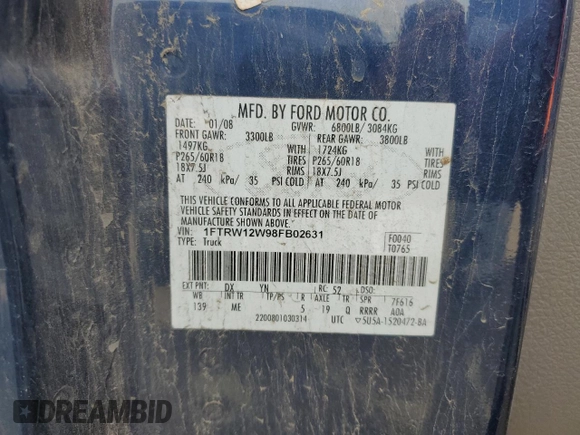 MFD. BY FORD MOTOR CO.
DATE: 01/08 GVWR: 6800LB/ 3084KG
FRONT GAWR: 3300LB REAR GAWR: 3800LB
1497KG WITH 1724KG WITH
P265/60R18 TIRES P265/60R18 TIRES
18X7.5J RIMS 18X7.5J RIMS
AT 240 kPa/ 35 PSI COLD AT 240 kPa/ 35 PSI COLD
THIS VEHICLE CONFORMS TO ALL APPLICABLE FEDERAL MOTOR
VEHICLE SAFETY STANDARDS IN EFFECT ON THE DATE OF
MANUFACTURE SHOWN ABOVE.
VIN: 1FTRW12W98FB02631 F0040
TYPE: Truck T0765
EXT PNT: DX YN RC: 52 DSO:
WB INT TR TP/PS R AXLE TR SPR 7F616
139 ME 5 19 Q RRRR A0A
2200801030314 UTC ▽5U5A-1520472-BA
DREAMBID